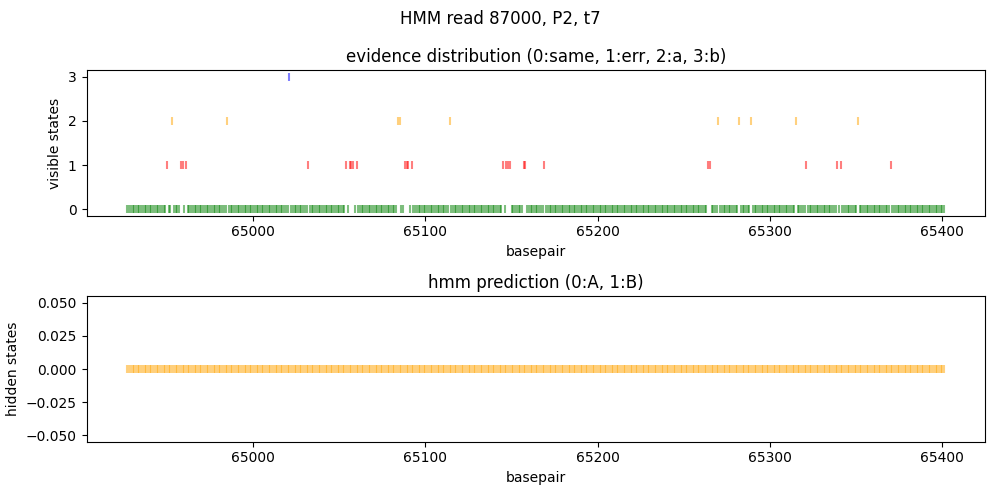 HMM read 87000, P2, t7
evidence distribution (0:same, 1:err, 2:a, 3:b)
visible states
3
2
1
0
65000 65100 65200 65300 65400
basepair
hmm prediction (0:A, 1:B)
hidden states
0.050
0.025
0.000
−0.025
−0.050
65000 65100 65200 65300 65400
basepair